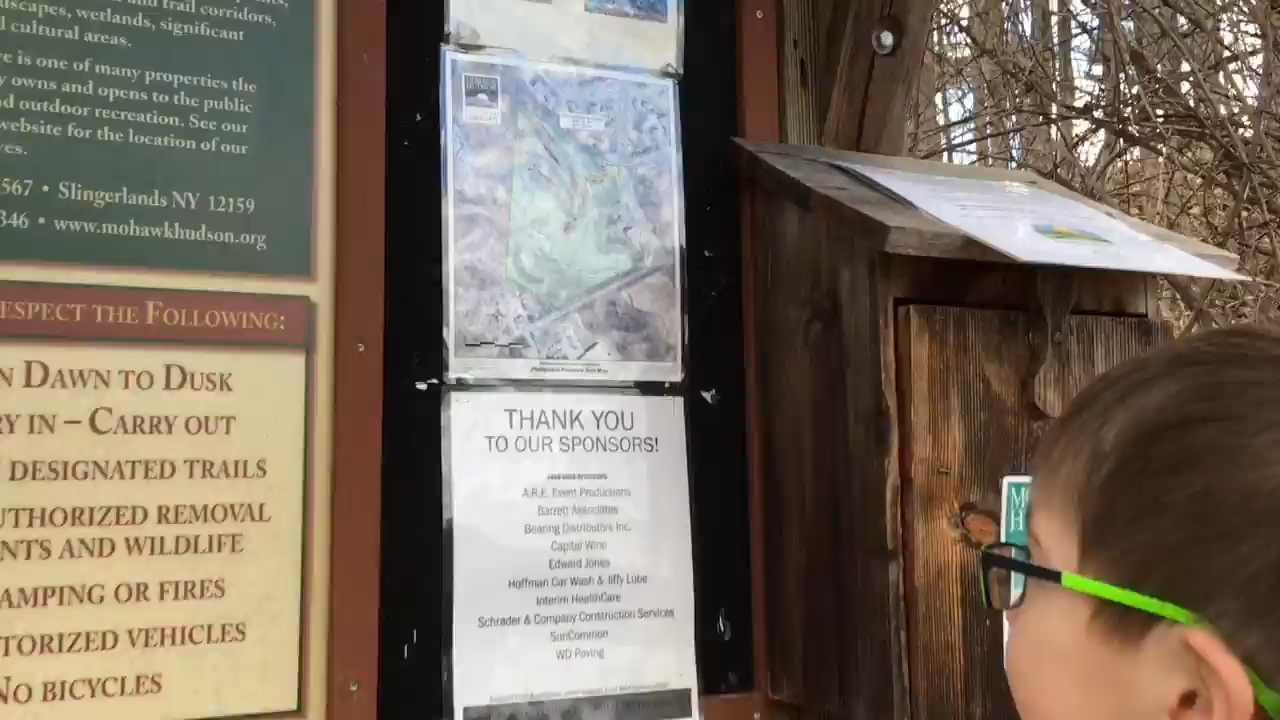 and trail corridors,
scapes, wetlands, significant
cultural areas.
e is one of many properties the
owns and opens to the public
d outdoor recreation. See our
website for the location of our
es.
567 • Slingerlands NY 12159
346 • www.mohawkhudson.org
ESPECT THE FOLLOWING:
N DAWN TO DUSK
RY IN – CARRY OUT
DESIGNATED TRAILS
UTHORIZED REMOVAL
NTS AND WILDLIFE
AMPING OR FIRES
TORIZED VEHICLES
NO BICYCLES
THANK YOU
TO OUR SPONSORS!
A.R.E. Event Productions
Barrett Associates
Bearing Distributors Inc.
Capital Wine
Edward Jones
Hoffman Car Wash & Jiffy Lube
Interim HealthCare
Schrader & Company Construction Services
SunCommon
WD Paving
M
H